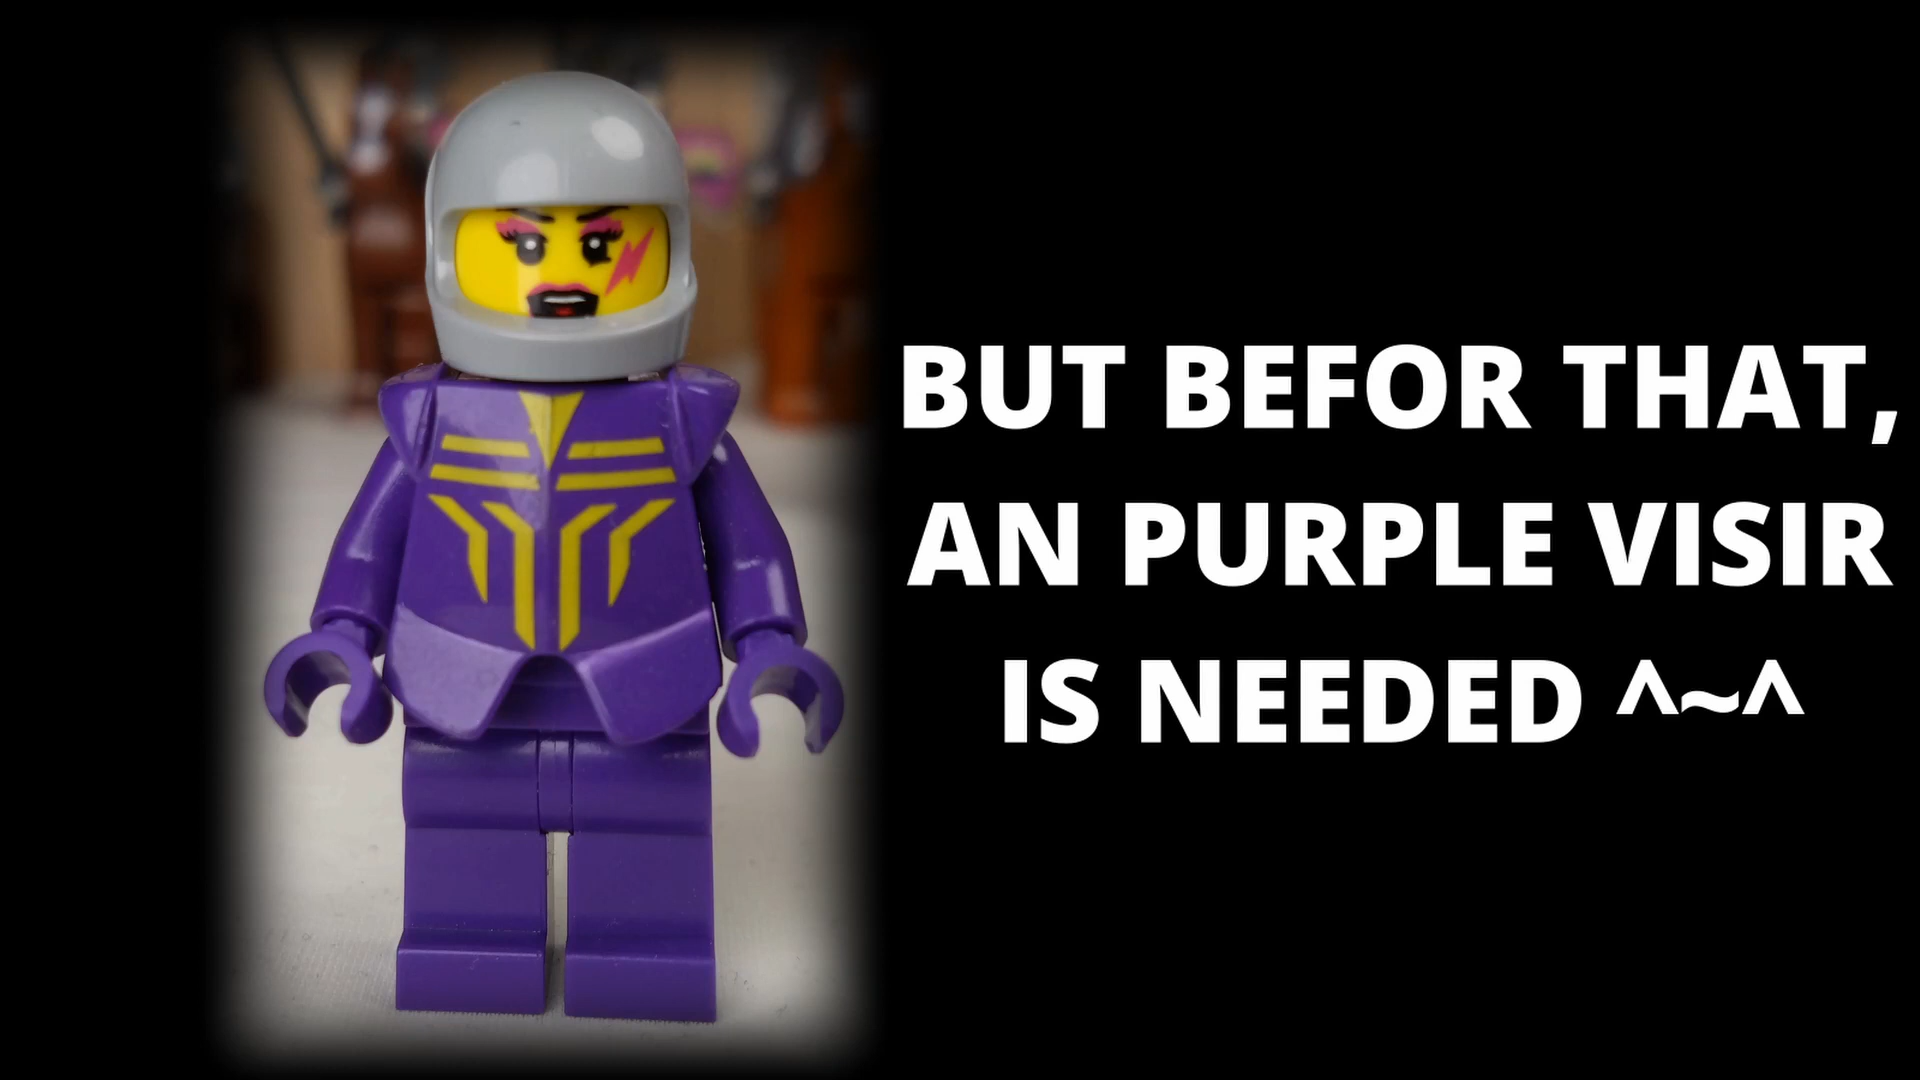 BUT BEFOR THAT,
AN PURPLE VISIR
IS NEEDED ^~^